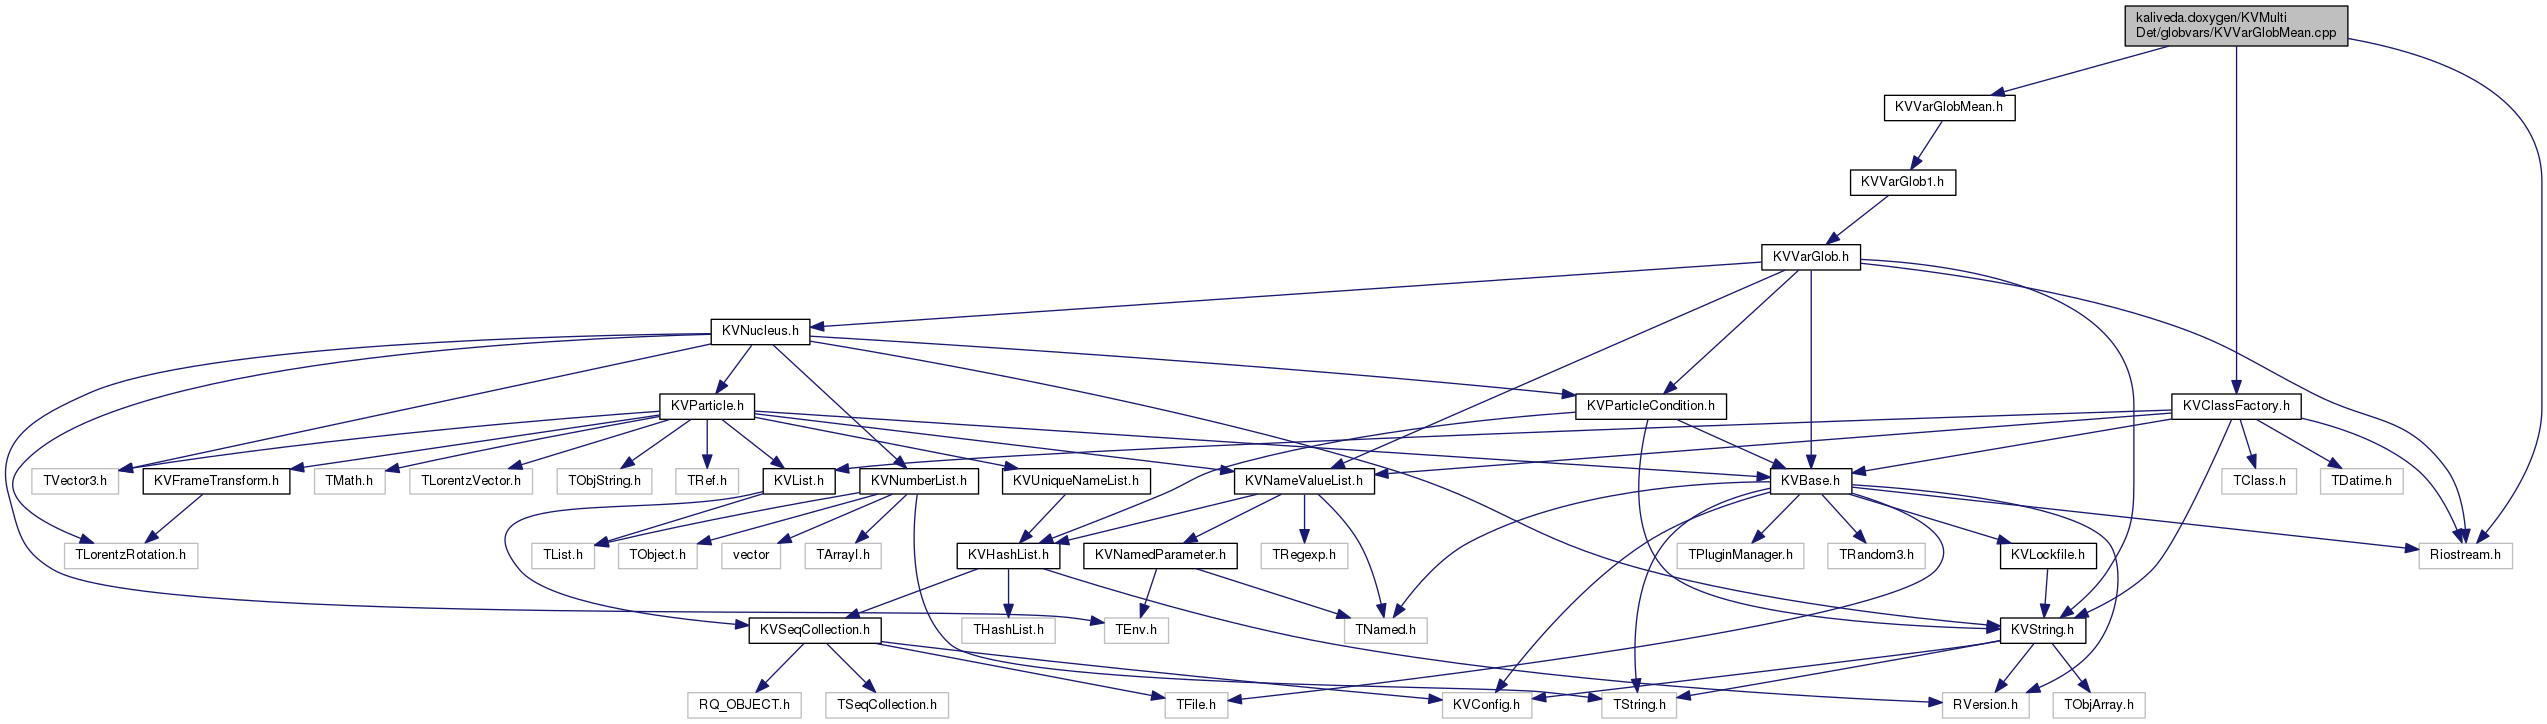 kaliveda.doxygen/KVMulti
Det/globvars/KVVarGlobMean.cpp
KVVarGlobMean.h
KVVarGlob1.h
KVVarGlob.h
KVNucleus.h
KVParticle.h
KVParticleCondition.h
KVClassFactory.h
TVector3.h
KVFrameTransform.h
TMath.h
TLorentzVector.h
TObjString.h
TRef.h
KVList.h
KVNumberList.h
KVUniqueNameList.h
KVNameValueList.h
KVBase.h
TClass.h
TDatime.h
TLorentzRotation.h
TList.h
TObject.h
vector
TArrayI.h
KVHashList.h
KVNamedParameter.h
TRegexp.h
TPluginManager.h
TRandom3.h
KVLockfile.h
Riostream.h
KVSeqCollection.h
THashList.h
TEnv.h
TNamed.h
KVString.h
RQ_OBJECT.h
TSeqCollection.h
TFile.h
KVConfig.h
TString.h
RVersion.h
TObjArray.h